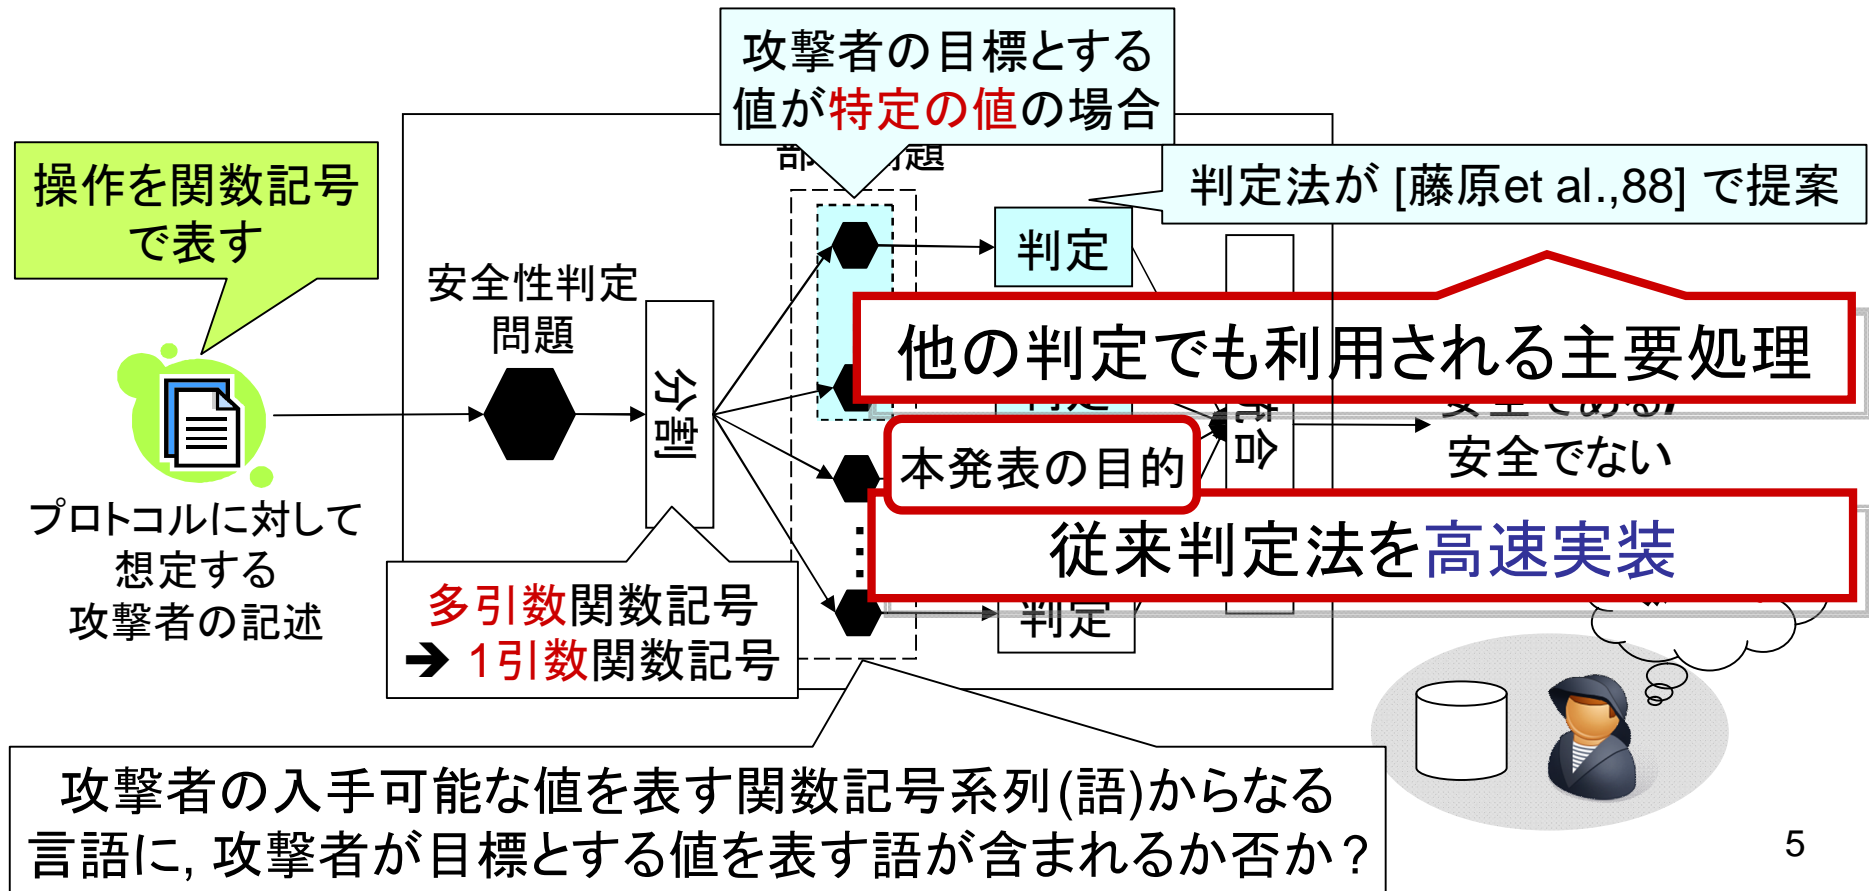 攻撃者の目標とする
値が特定の値の場合
操作を関数記号
で表す
判定法が [藤原et al.,88] で提案
判定
安全性判定
問題
他の判定でも利用される主要処理
分割
安全でない
本発表の目的
従来判定法を高速実装
プロトコルに対して
想定する
攻撃者の記述
多引数関数記号
➔ 1引数関数記号
判定
攻撃者の入手可能な値を表す関数記号系列(語)からなる
言語に, 攻撃者が目標とする値を表す語が含まれるか否か?
5